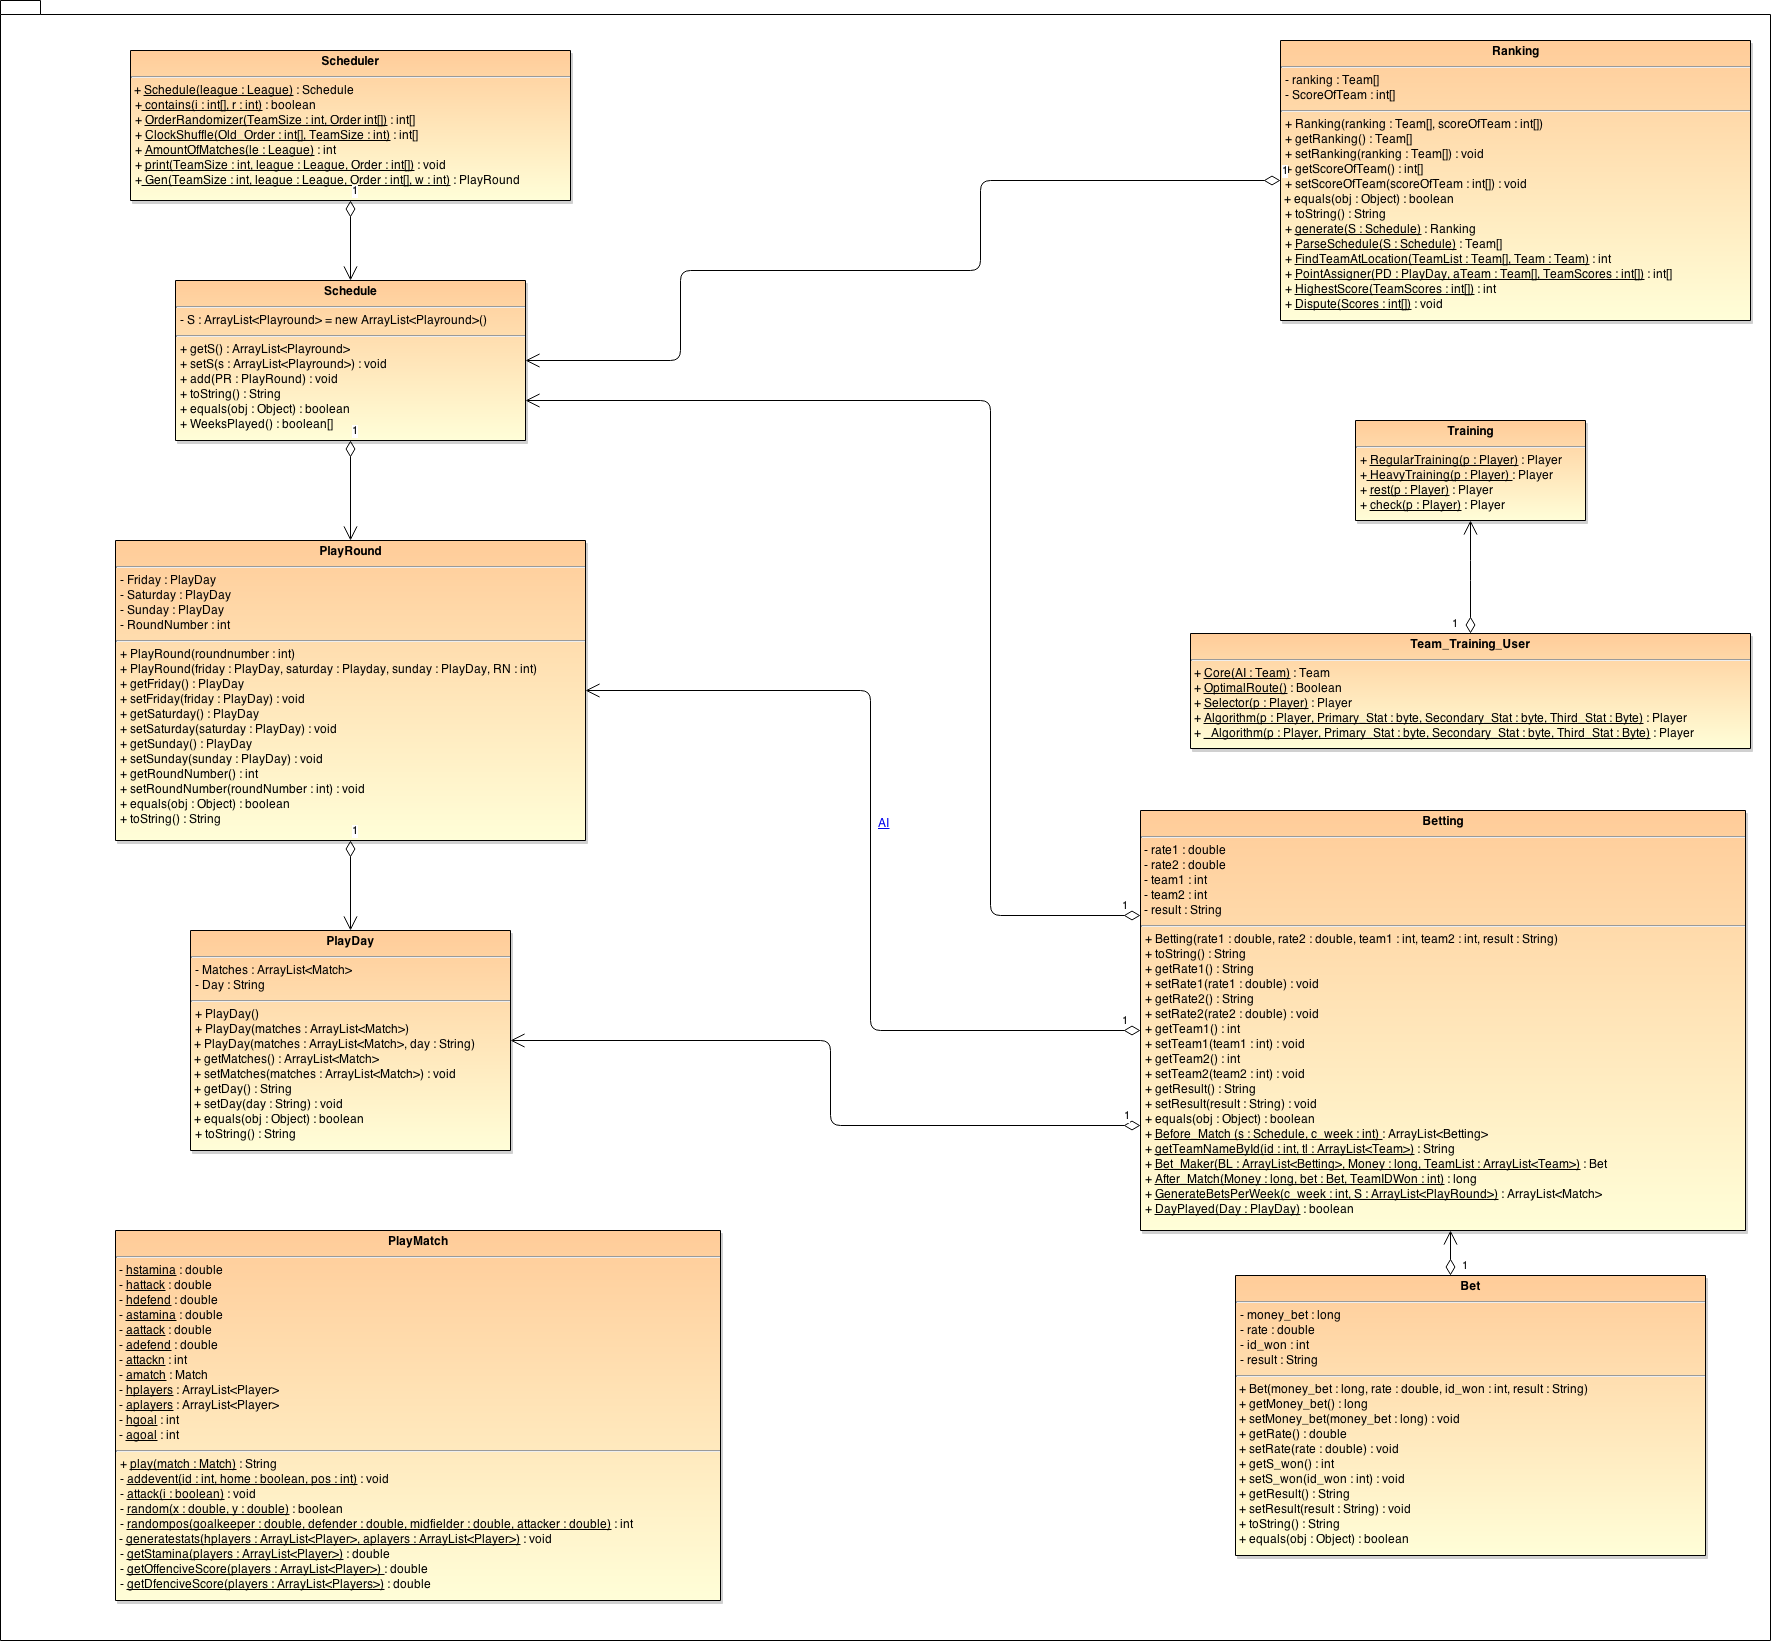 Scheduler
+ Schedule(league : League) : Schedule
+ contains(i : int[], r : int) : boolean
+ OrderRandomizer(TeamSize : int, Order int[]) : int[]
+ ClockShuffle(Old_Order : int[], TeamSize : int) : int[]
+ AmountOfMatches(le : League) : int
+ print(TeamSize : int, league : League, Order : int[]) : void
+ Gen(TeamSize : int, league : League, Order : int[], w : int) : PlayRound
1
Schedule
- S : ArrayList<Playround> = new ArrayList<Playround>()
+ getS() : ArrayList<Playround>
+ setS(s : ArrayList<Playround>) : void
+ add(PR : PlayRound) : void
+ toString() : String
+ equals(obj : Object) : boolean
+ WeeksPlayed() : boolean[]
1
PlayRound
- Friday : PlayDay
- Saturday : PlayDay
- Sunday : PlayDay
- RoundNumber : int
+ PlayRound(roundnumber : int)
+ PlayRound(friday : PlayDay, saturday : Playday, sunday : PlayDay, RN : int)
+ getFriday() : PlayDay
+ setFriday(friday : PlayDay) : void
+ getSaturday() : PlayDay
+ setSaturday(saturday : PlayDay) : void
+ getSunday() : PlayDay
+ setSunday(sunday : PlayDay) : void
+ getRoundNumber() : int
+ setRoundNumber(roundNumber : int) : void
+ equals(obj : Object) : boolean
+ toString() : String
1
PlayDay
- Matches : ArrayList<Match>
- Day : String
+ PlayDay()
+ PlayDay(matches : ArrayList<Match>)
+ PlayDay(matches : ArrayList<Match>, day : String)
+ getMatches() : ArrayList<Match>
+ setMatches(matches : ArrayList<Match>) : void
+ getDay() : String
+ setDay(day : String) : void
+ equals(obj : Object) : boolean
+ toString() : String
PlayMatch
- hstamina : double
- hattack : double
- hdefend : double
- astamina : double
- aattack : double
- adefend : double
- attackn : int
- amatch : Match
- hplayers : ArrayList<Player>
- aplayers : ArrayList<Player>
- hgoal : int
- agoal : int
+ play(match : Match) : String
- addevent(id : int, home : boolean, pos : int) : void
- attack(i : boolean) : void
- random(x : double, y : double) : boolean
- randompos(goalkeeper : double, defender : double, midfielder : double, attacker : double) : int
- generatestats(hplayers : ArrayList<Player>, aplayers : ArrayList<Player>) : void
- getStamina(players : ArrayList<Player>) : double
- getOffenciveScore(players : ArrayList<Player>) : double
- getDfenciveScore(players : ArrayList<Players>) : double
AI
Ranking
- ranking : Team[]
- ScoreOfTeam : int[]
+ Ranking(ranking : Team[], scoreOfTeam : int[])
+ getRanking() : Team[]
+ setRanking(ranking : Team[]) : void
1
+ getScoreOfTeam() : int[]
+ setScoreOfTeam(scoreOfTeam : int[]) : void
+ equals(obj : Object) : boolean
+ toString() : String
+ generate(S : Schedule) : Ranking
+ ParseSchedule(S : Schedule) : Team[]
+ FindTeamAtLocation(TeamList : Team[], Team : Team) : int
+ PointAssigner(PD : PlayDay, aTeam : Team[], TeamScores : int[]) : int[]
+ HighestScore(TeamScores : int[]) : int
+ Dispute(Scores : int[]) : void
Training
+ RegularTraining(p : Player) : Player
+ HeavyTraining(p : Player) : Player
+ rest(p : Player) : Player
+ check(p : Player) : Player
1
Team_Training_User
+ Core(AI : Team) : Team
+ OptimalRoute() : Boolean
+ Selector(p : Player) : Player
+ Algorithm(p : Player, Primary_Stat : byte, Secondary_Stat : byte, Third_Stat : Byte) : Player
+ _Algorithm(p : Player, Primary_Stat : byte, Secondary_Stat : byte, Third_Stat : Byte) : Player
Betting
- rate1 : double
- rate2 : double
- team1 : int
- team2 : int
1
- result : String
+ Betting(rate1 : double, rate2 : double, team1 : int, team2 : int, result : String)
+ toString() : String
+ getRate1() : String
+ setRate1(rate1 : double) : void
+ getRate2() : String
+ setRate2(rate2 : double) : void
1
+ getTeam1() : int
+ setTeam1(team1 : int) : void
+ getTeam2() : int
+ setTeam2(team2 : int) : void
+ getResult() : String
+ setResult(result : String) : void
1
+ equals(obj : Object) : boolean
+ Before_Match (s : Schedule, c_week : int) : ArrayList<Betting>
+ getTeamNameById(id : int, tl : ArrayList<Team>) : String
+ Bet_Maker(BL : ArrayList<Betting>, Money : long, TeamList : ArrayList<Team>) : Bet
+ After_Match(Money : long, bet : Bet, TeamIDWon : int) : long
+ GenerateBetsPerWeek(c_week : int, S : ArrayList<PlayRound>) : ArrayList<Match>
+ DayPlayed(Day : PlayDay) : boolean
1
Bet
- money_bet : long
- rate : double
- id_won : int
- result : String
+ Bet(money_bet : long, rate : double, id_won : int, result : String)
+ getMoney_bet() : long
+ setMoney_bet(money_bet : long) : void
+ getRate() : double
+ setRate(rate : double) : void
+ getS_won() : int
+ setS_won(id_won : int) : void
+ getResult() : String
+ setResult(result : String) : void
+ toString() : String
+ equals(obj : Object) : boolean